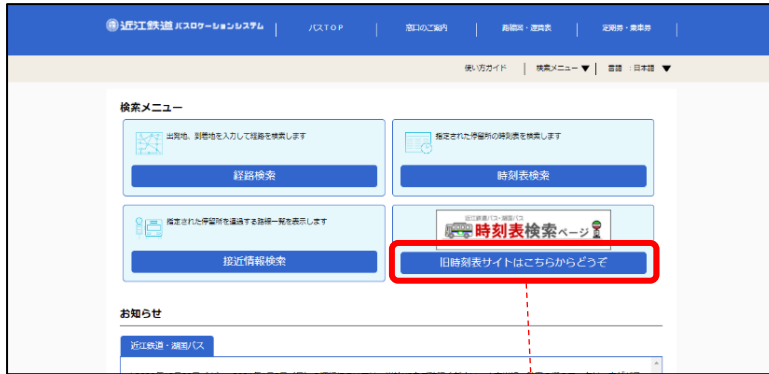 近江鉄道 バスロケーションシステム
バスTOP
窓口のご案内
路線図・運賃表
定期券・乗車券
使い方ガイド
検索メニュー ▼
言語 : 日本語 ▼
検索メニュー
出発地、到着地を入力して経路を検索します
経路検索
指定された停留所の時刻表を検索します
時刻表検索
指定された停留所を通過する路線一覧を表示します
接近情報検索
近江鉄道バス・湖国バス
時刻表検索ページ
旧時刻表サイトはこちらからどうぞ
お知らせ
近江鉄道・湖国バス